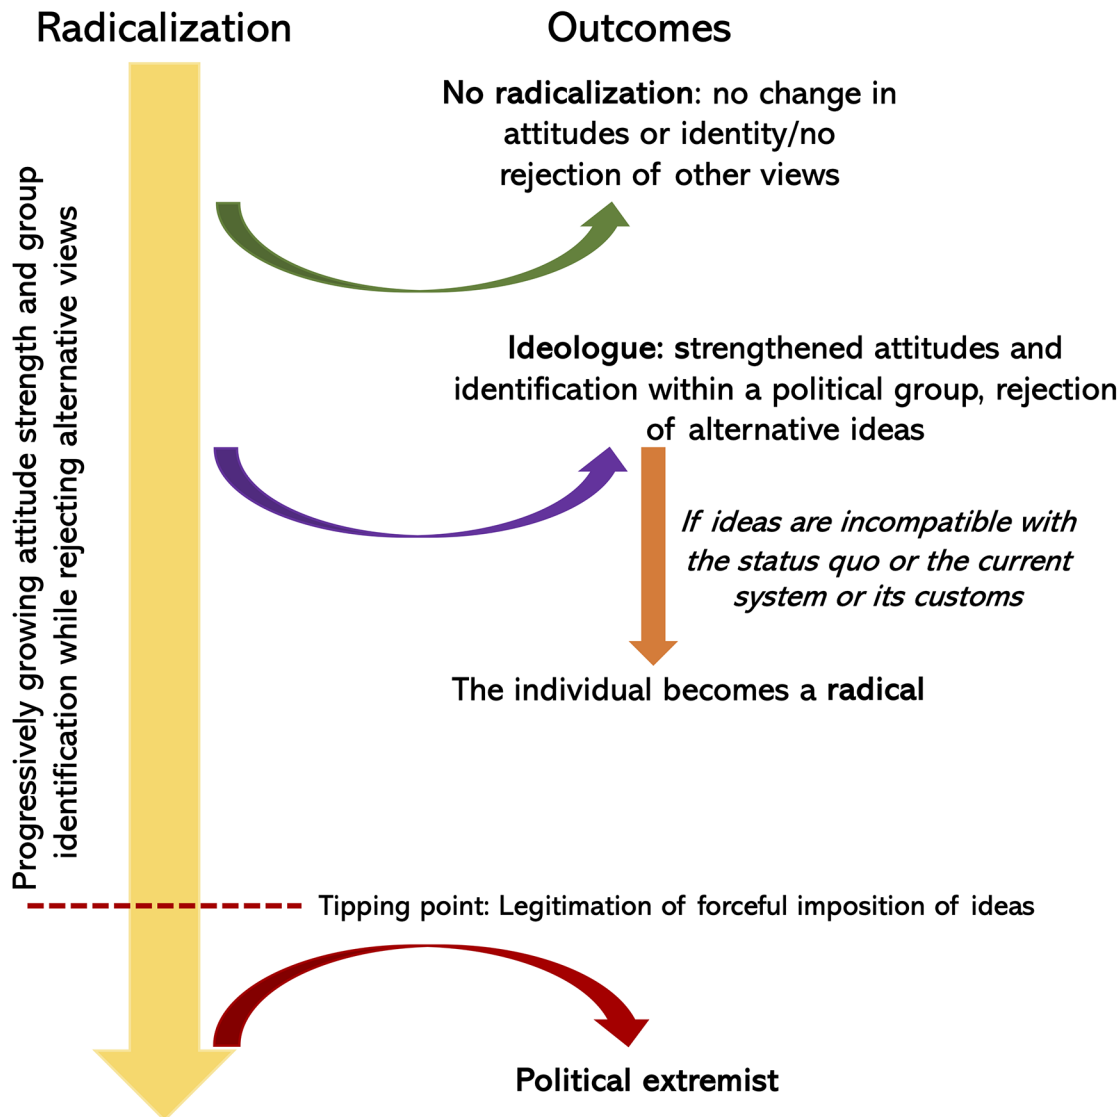 Radicalization
Outcomes
No radicalization: no change in
attitudes or identity/no
rejection of other views
Progressively growing attitude strength and group
identification while rejecting alternative views
Ideologue: strengthened attitudes and
identification within a political group, rejection
of alternative ideas
If ideas are incompatible with
the status quo or the current
system or its customs
The individual becomes a radical
Tipping point: Legitimation of forceful imposition of ideas
Political extremist